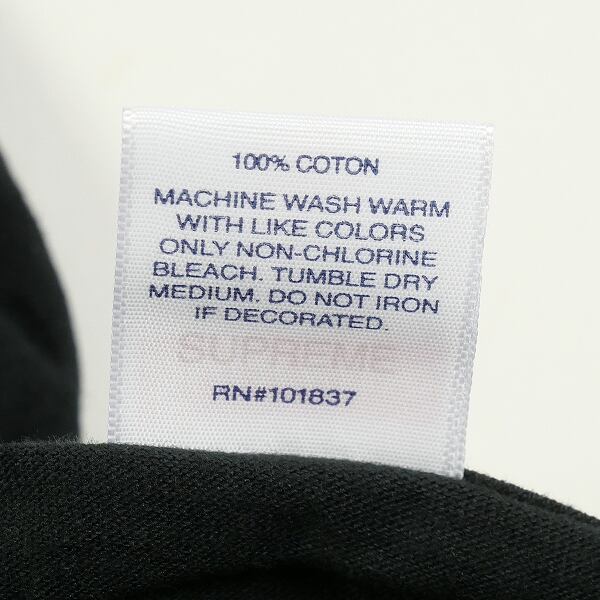 100% COTON
MACHINE WASH WARM
WITH LIKE COLORS
ONLY NON-CHLORINE
BLEACH. TUMBLE DRY
MEDIUM. DO NOT IRON
IF DECORATED.
SUPREME
RN#101837